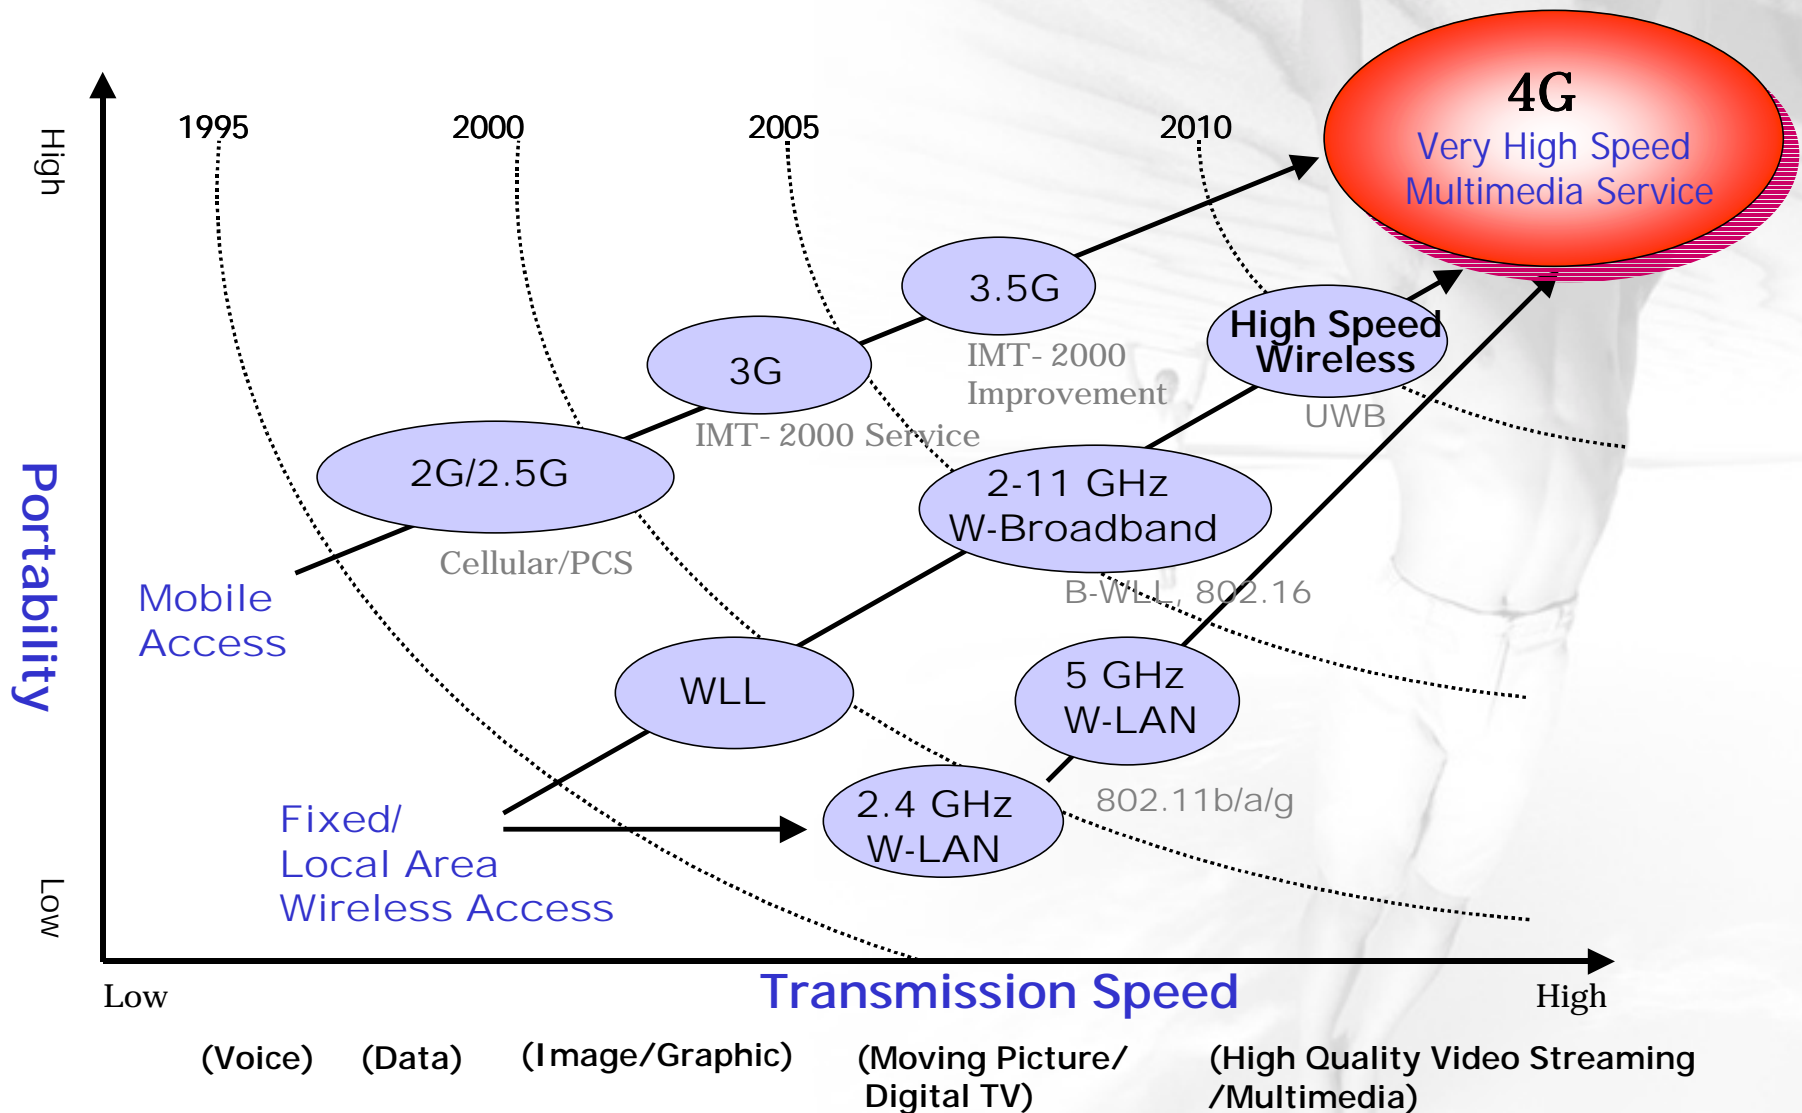 4G
Very High Speed
Multimedia Service
1995
2000
2005
2010
High
3.5G
High Speed
Wireless
IMT- 2000
Improvement
UWB
3G
IMT- 2000 Service
2G/2.5G
Cellular/PCS
2-11 GHz
W-Broadband
B-WLL, 802.16
Portability
Mobile
Access
WLL
5 GHz
W-LAN
802.11b/a/g
2.4 GHz
W-LAN
Fixed/
Local Area
Wireless Access
Low
Low
Transmission Speed
High
(Voice)
(Data)
(Image/Graphic)
(Moving Picture/
Digital TV)
(High Quality Video Streaming
/Multimedia)